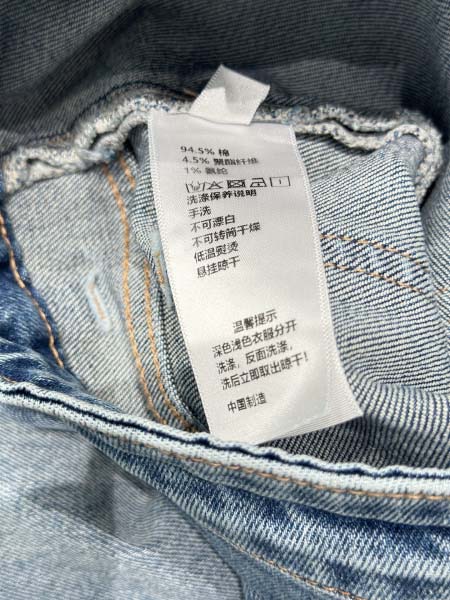 94.5% 棉
4.5% 聚酯纤维
1% 氨纶
洗涤保养说明
手洗
不可漂白
不可转筒干燥
低温熨烫
悬挂晾干
温馨提示
深色浅色衣服分开
洗涤，反面洗涤，
洗后立即取出晾干！
中国制造